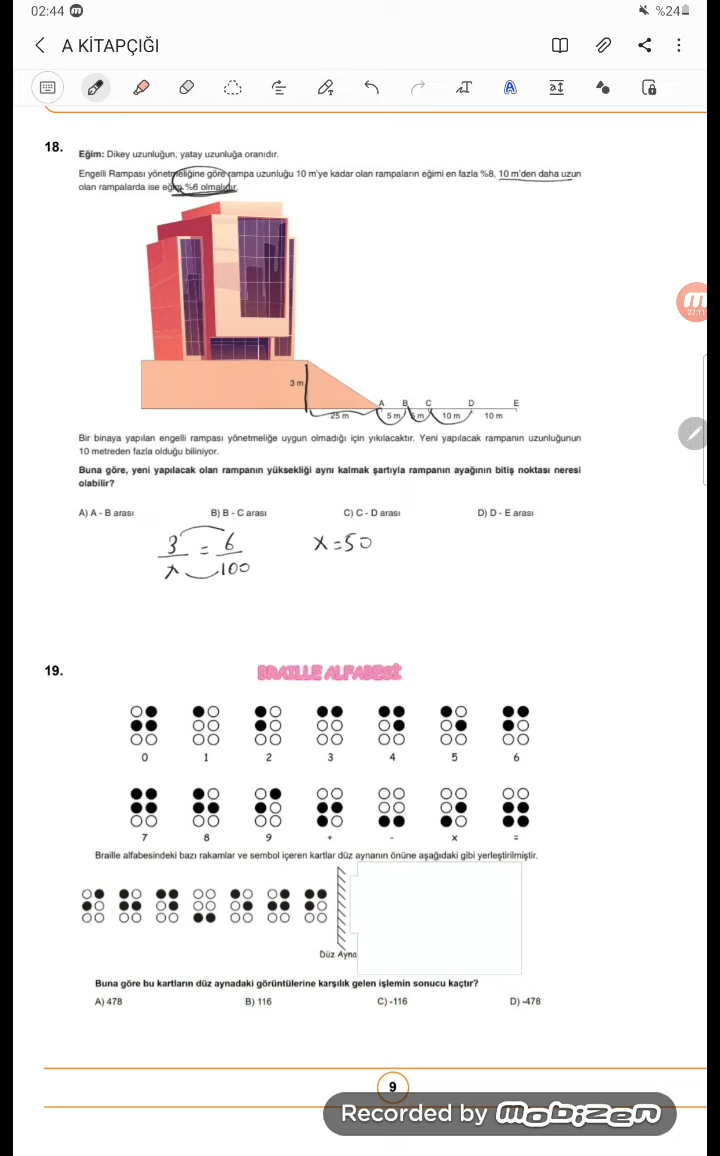 02:44
%24
A KİTAPÇIĞI
18.
Eğim: Dikey uzunluğun, yatay uzunluğa oranıdır.
Engelli Rampası yönetmeliğine göre rampa uzunluğu 10 m'ye kadar olan rampaların eğimi en fazla %8, 10 m'den daha uzun
olan rampalarda ise eğim %6 olmalıdır.
3 m
A B C D E
25 m 5 m 5 m 10 m 10 m
Bir binaya yapılan engelli rampası yönetmeliğe uygun olmadığı için yıkılacaktır. Yeni yapılacak rampanın uzunluğunun
10 metreden fazla olduğu biliniyor.
Buna göre, yeni yapılacak olan rampanın yüksekliği aynı kalmak şartıyla rampanın ayağının bitiş noktası neresi
olabilir?
A) A - B arası B) B - C arası C) C - D arası D) D - E arası
3/x = 6/100 x=50
19.
BRAILLE ALFABESİ
0 1 2 3 4 5 6
7 8 9 + - x =
Braille alfabesindeki bazı rakamlar ve sembol içeren kartlar düz aynanın önüne aşağıdaki gibi yerleştirilmiştir.
Düz Ayna
Buna göre bu kartların düz aynadaki görüntülerine karşılık gelen işlemin sonucu kaçtır?
A) 478 B) 116 C) -116 D) -478
9
Recorded by Mobizen
27:11